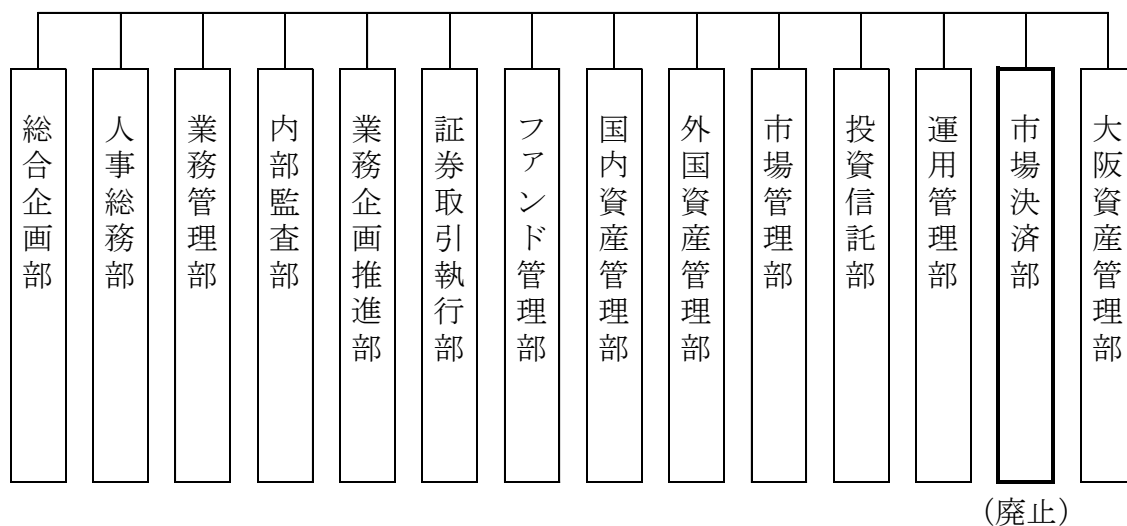 総合企画部
人事総務部
業務管理部
内部監査部
業務企画推進部
証券取引執行部
ファンド管理部
国内資産管理部
外国資産管理部
市場管理部
投資信託部
運用管理部
市場決済部
大阪資産管理部
（廃止）